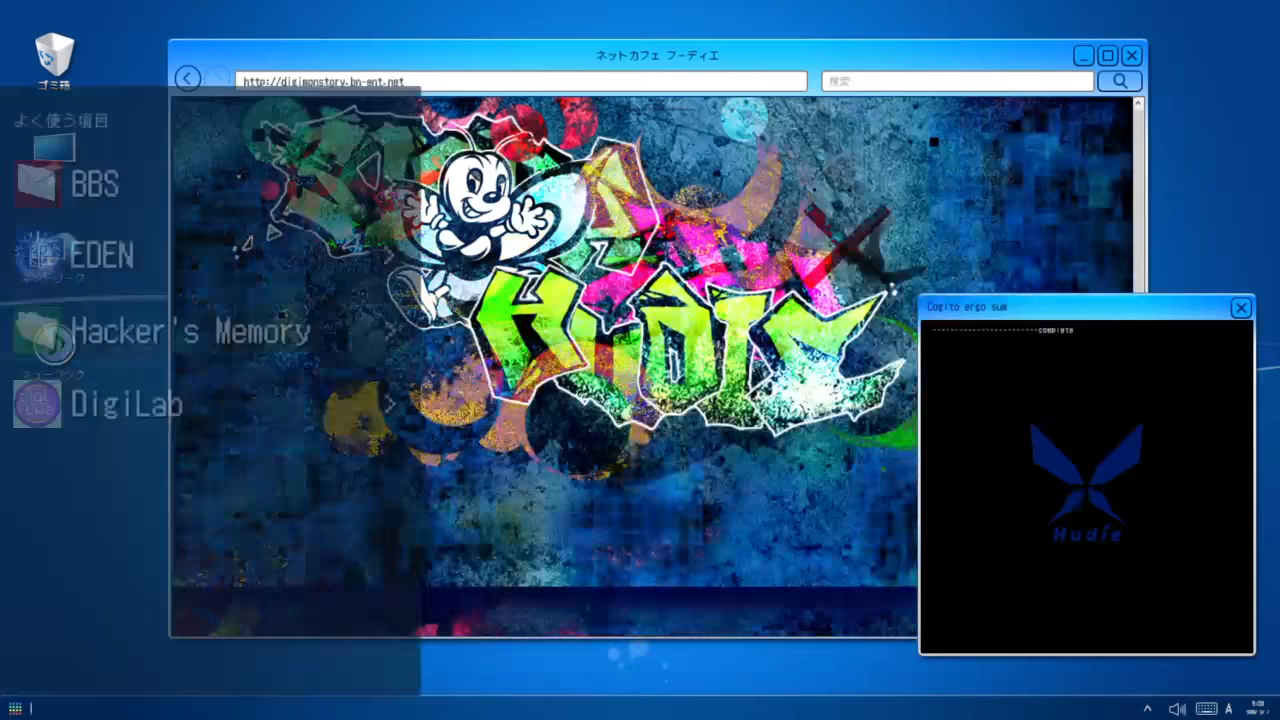 ゴミ箱
ネットカフェ フーディエ
http://digimonstory.bn-ent.net
検索
よく使う項目
BBS
EDEN
Hacker's Memory
DigiLab
HUDIE
Cogito ergo sum
complete
Hudie
A